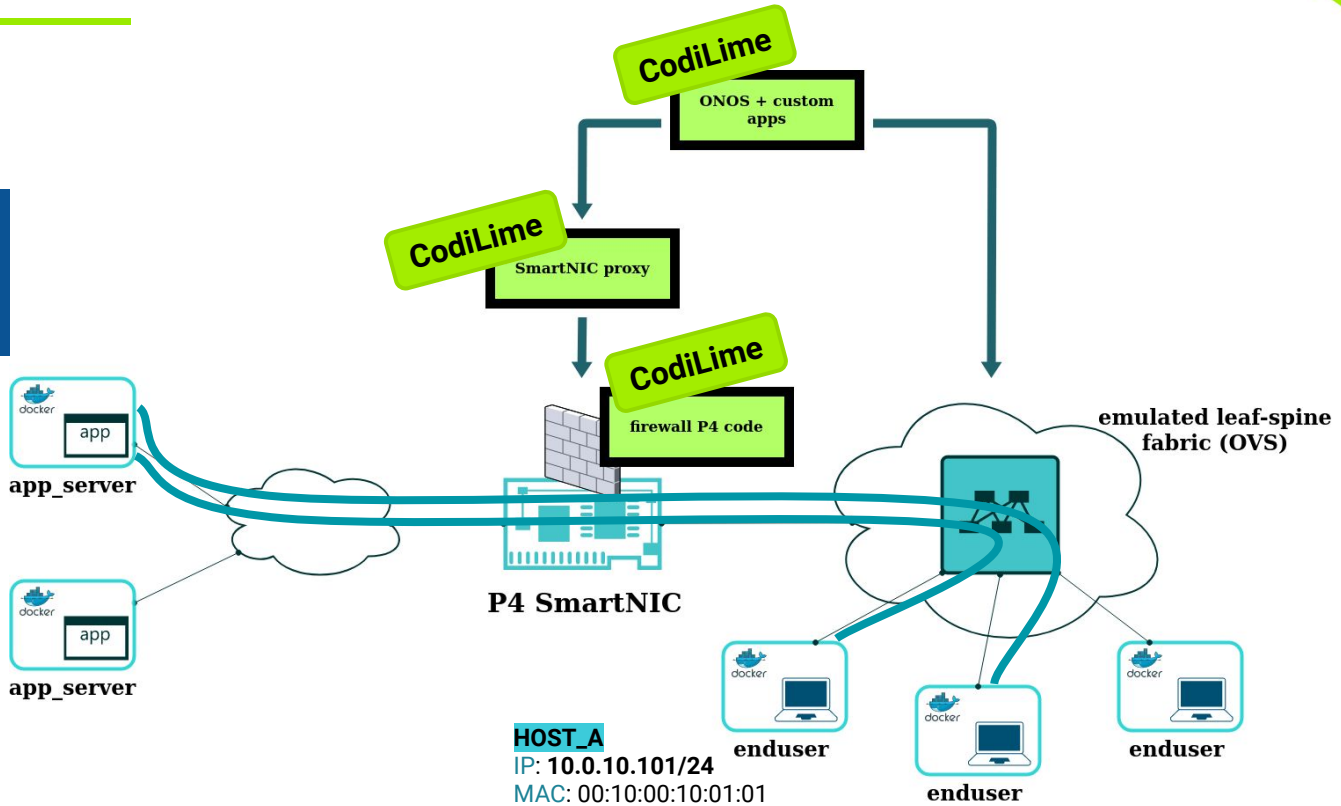 CodiLime
ONOS + custom
apps
CodiLime
SmartNIC proxy
CodiLime
firewall P4 code
emulated leaf-spine
fabric (OVS)
docker
app
app_server
P4 SmartNIC
docker
app
app_server
docker
enduser
docker
enduser
docker
enduser
HOST_A
IP: 10.0.10.101/24
MAC: 00:10:00:10:01:01